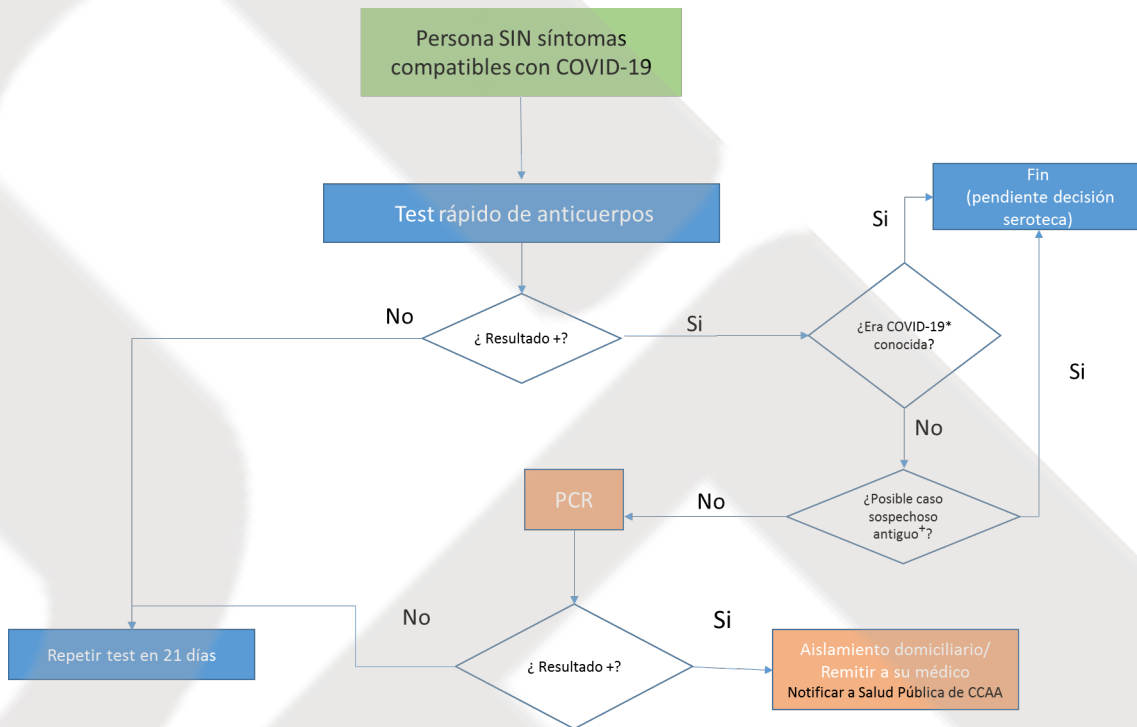 Persona SIN síntomas
compatibles con COVID-19
Test rápido de anticuerpos
Fin
(pendiente decisión
seroteca)
Si
No
¿ Resultado +?
Si
¿Era COVID-19*
conocida?
Si
No
PCR
No
¿Posible caso
sospechoso
antiguo⁺?
No
Si
Repetir test en 21 días
¿ Resultado +?
Aislamiento domiciliario/
Remitir a su médico
Notificar a Salud Pública de CCAA